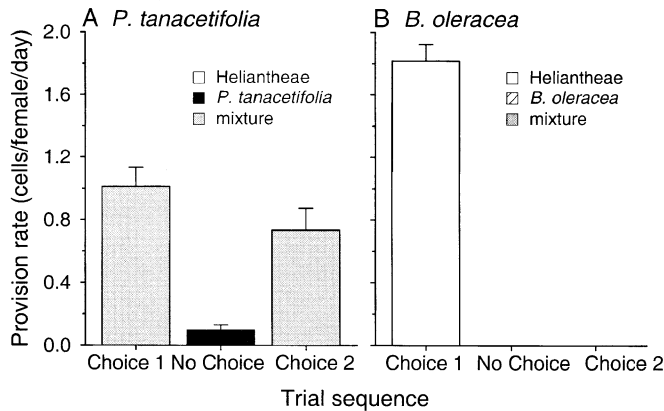 A P. tanacetifolia
B B. oleracea
Provision rate (cells/female/day)
2.0
1.6
1.2
0.8
0.4
0.0
Heliantheae
P. tanacetifolia
mixture
Heliantheae
B. oleracea
mixture
Choice 1 No Choice Choice 2
Choice 1 No Choice Choice 2
Trial sequence